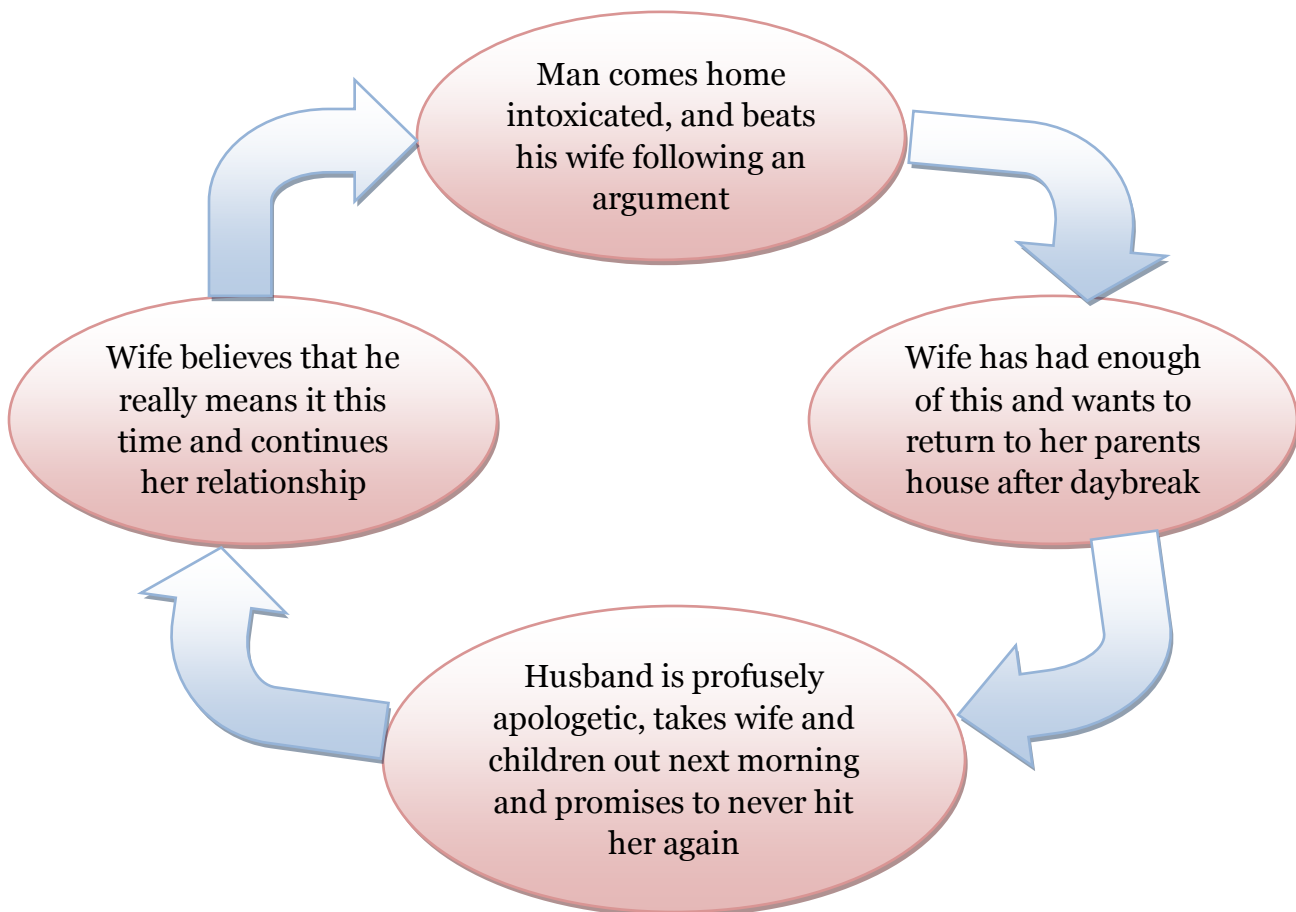 Man comes home
intoxicated, and beats
his wife following an
argument
Wife has had enough
of this and wants to
return to her parents
house after daybreak
Husband is profusely
apologetic, takes wife and
children out next morning
and promises to never hit
her again
Wife believes that he
really means it this
time and continues
her relationship